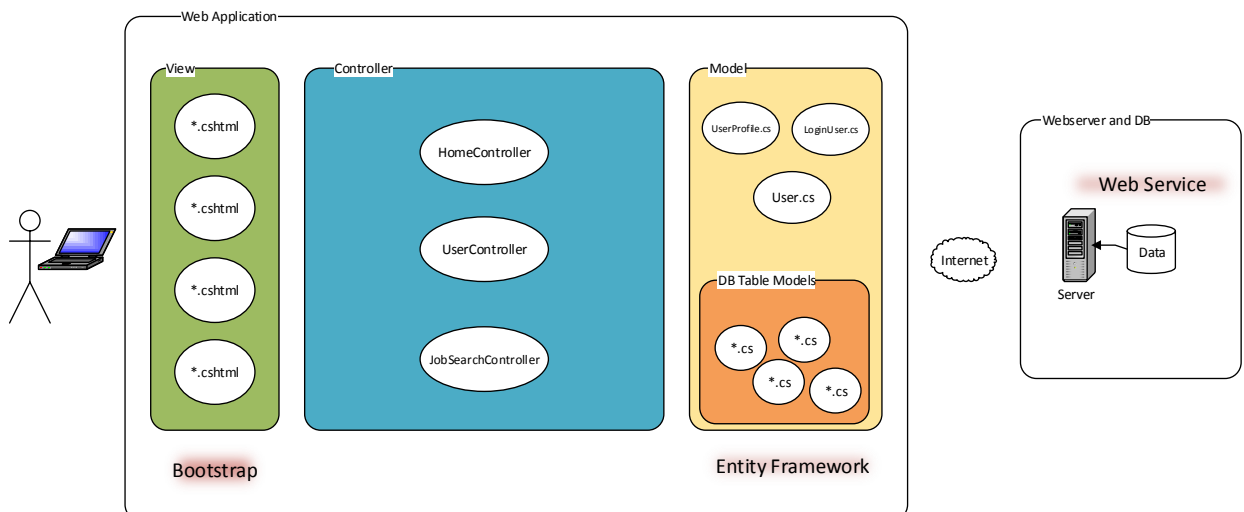 Web Application
View
*.cshtml
*.cshtml
*.cshtml
*.cshtml
Bootstrap
Controller
HomeController
UserController
JobSearchController
Model
UserProfile.cs
LoginUser.cs
User.cs
DB Table Models
*.cs
*.cs
*.cs
*.cs
Entity Framework
Internet
Webserver and DB
Web Service
Data
Server